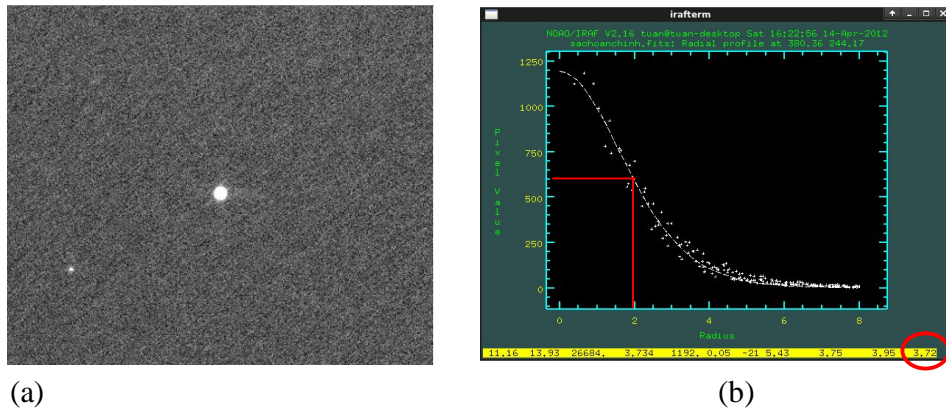 irafterm
NOAO/IRAF V2.16 tuan@tuan-desktop Sat 16:22:56 14-Apr-2012
saohoanchinh.fits: Radial profile at 380.36 244.17
1250
1000
750
500
250
0
Pixel Value
0 2 4 6 8
Radius
11.16 13.93 26684. 3.734 1192. 0.05 -21 5.43 3.75 3.95 3.72
(a) (b)